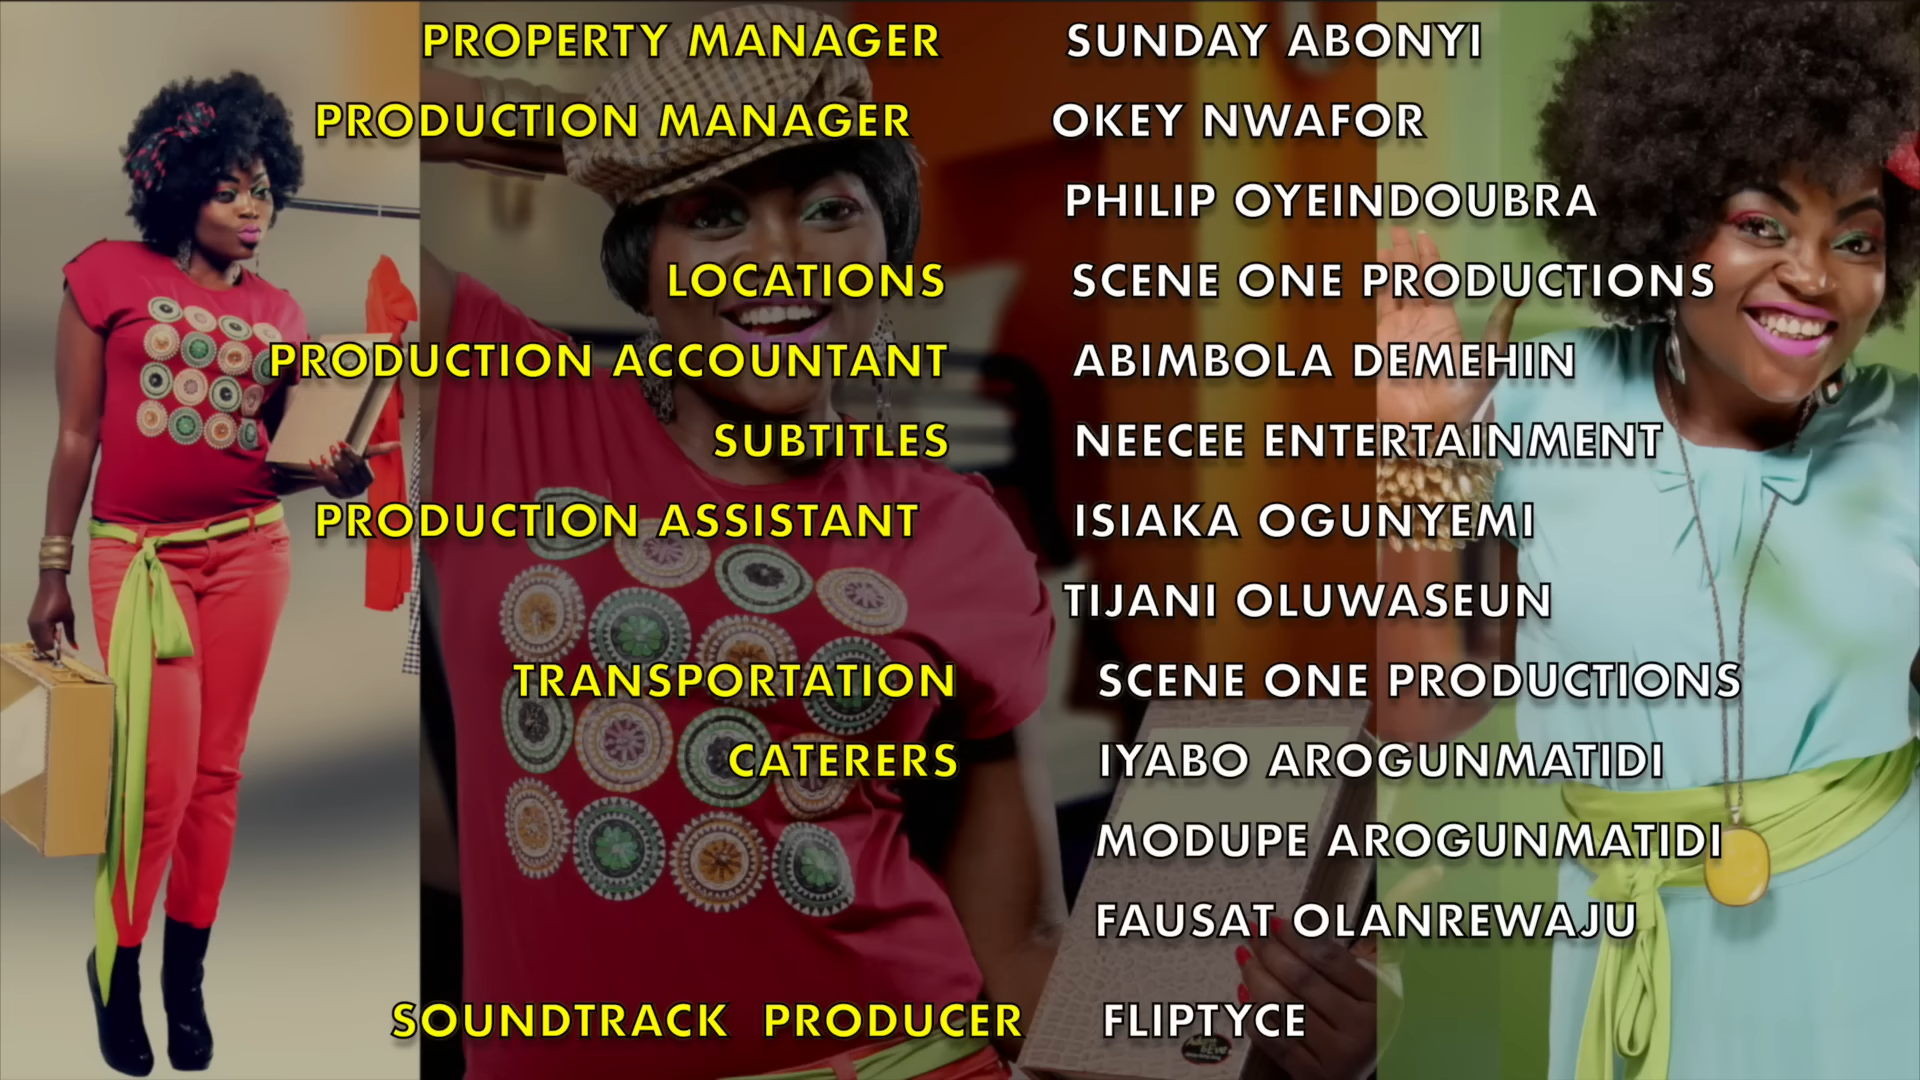 PROPERTY MANAGER SUNDAY ABONYI
PRODUCTION MANAGER OKEY NWAFOR
PHILIP OYEINDOUBRA
LOCATIONS SCENE ONE PRODUCTIONS
PRODUCTION ACCOUNTANT ABIMBOLA DEMEHIN
SUBTITLES NEECEE ENTERTAINMENT
PRODUCTION ASSISTANT ISIAKA OGUNYEMI
TIJANI OLUWASEUN
TRANSPORTATION SCENE ONE PRODUCTIONS
CATERERS IYABO AROGUNMATIDI
MODUPE AROGUNMATIDI
FAUSAT OLANREWAJU
SOUNDTRACK PRODUCER FLIPTYCE